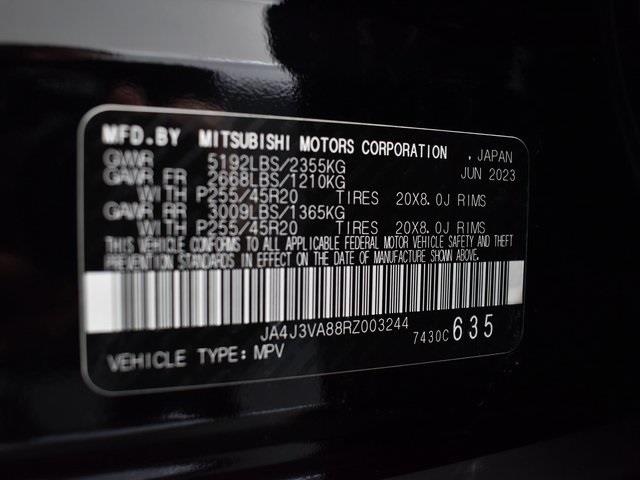 MFD.BY MITSUBISHI MOTORS CORPORATION . JAPAN
GWR 5192LBS/2355KG JUN 2023
GAWR FR 2668LBS/1210KG
WITH P255/45R20 TIRES 20X8.0J RIMS
GAWR RR 3009LBS/1365KG
WITH P255/45R20 TIRES 20X8.0J RIMS
THIS VEHICLE CONFORMS TO ALL APPLICABLE FEDERAL MOTOR VEHICLE SAFETY AND THEFT
PREVENTION STANDARDS IN EFFECT ON THE DATE OF MANUFACTURE SHOWN ABOVE.
JA4J3VA88RZ003244
7430C 635
VEHICLE TYPE: MPV